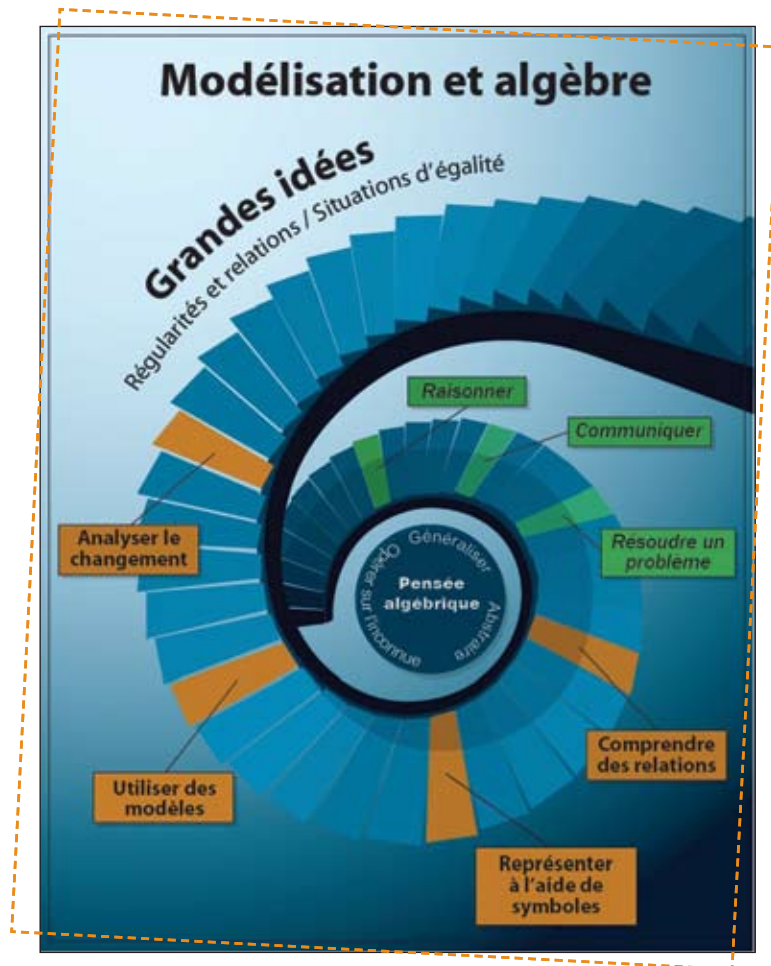 Modélisation et algèbre
Grandes idées
Régularités et relations / Situations d'égalité
Raisonner
Communiquer
Résoudre un
problème
Analyser le
changement
Généraliser
Abstraire
Opérer sur l'inconnue
Pensée
algébrique
Comprendre
des relations
Utiliser des
modèles
Représenter
à l'aide de
symboles